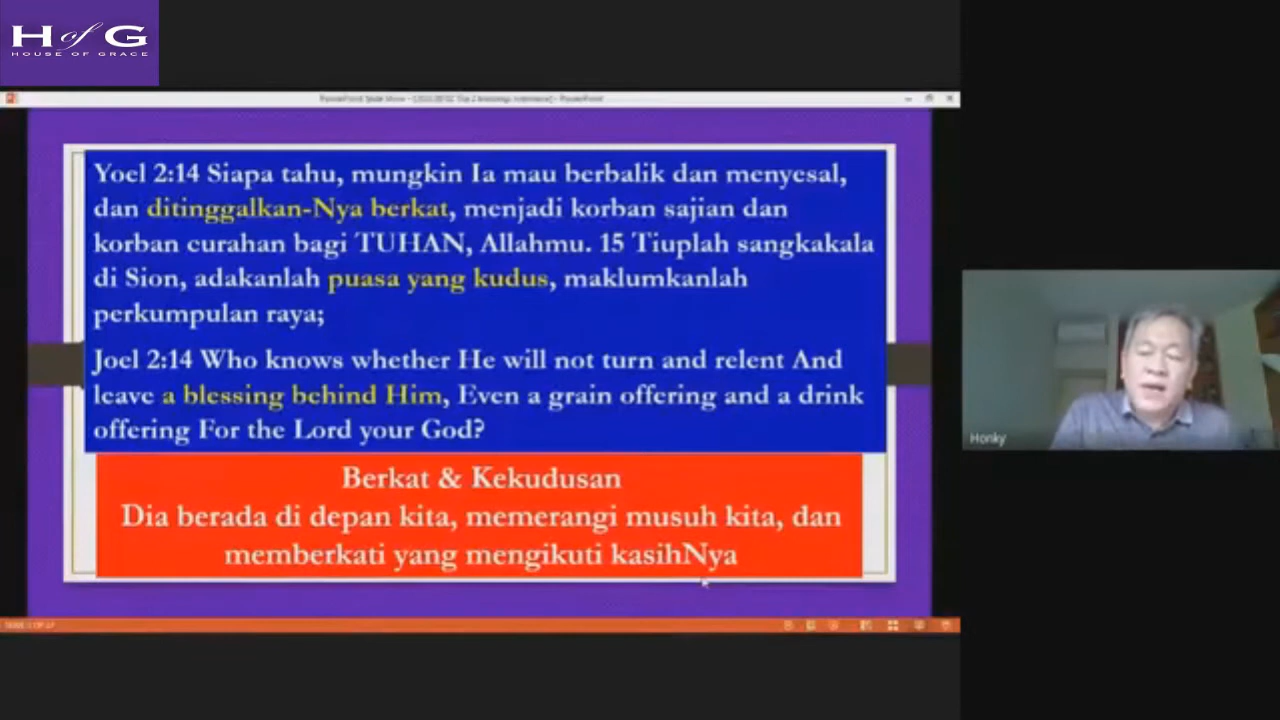 H of G
HOUSE OF GRACE
Yoel 2:14 Siapa tahu, mungkin Ia mau berbalik dan menyesal,
dan ditinggalkan-Nya berkat, menjadi korban sajian dan
korban curahan bagi TUHAN, Allahmu. 15 Tiuplah sangkakala
di Sion, adakanlah puasa yang kudus, maklumkanlah
perkumpulan raya;
Joel 2:14 Who knows whether He will not turn and relent And
leave a blessing behind Him, Even a grain offering and a drink
offering For the Lord your God?
Berkat & Kekudusan
Dia berada di depan kita, memerangi musuh kita, dan
memberkati yang mengikuti kasihNya
Honky